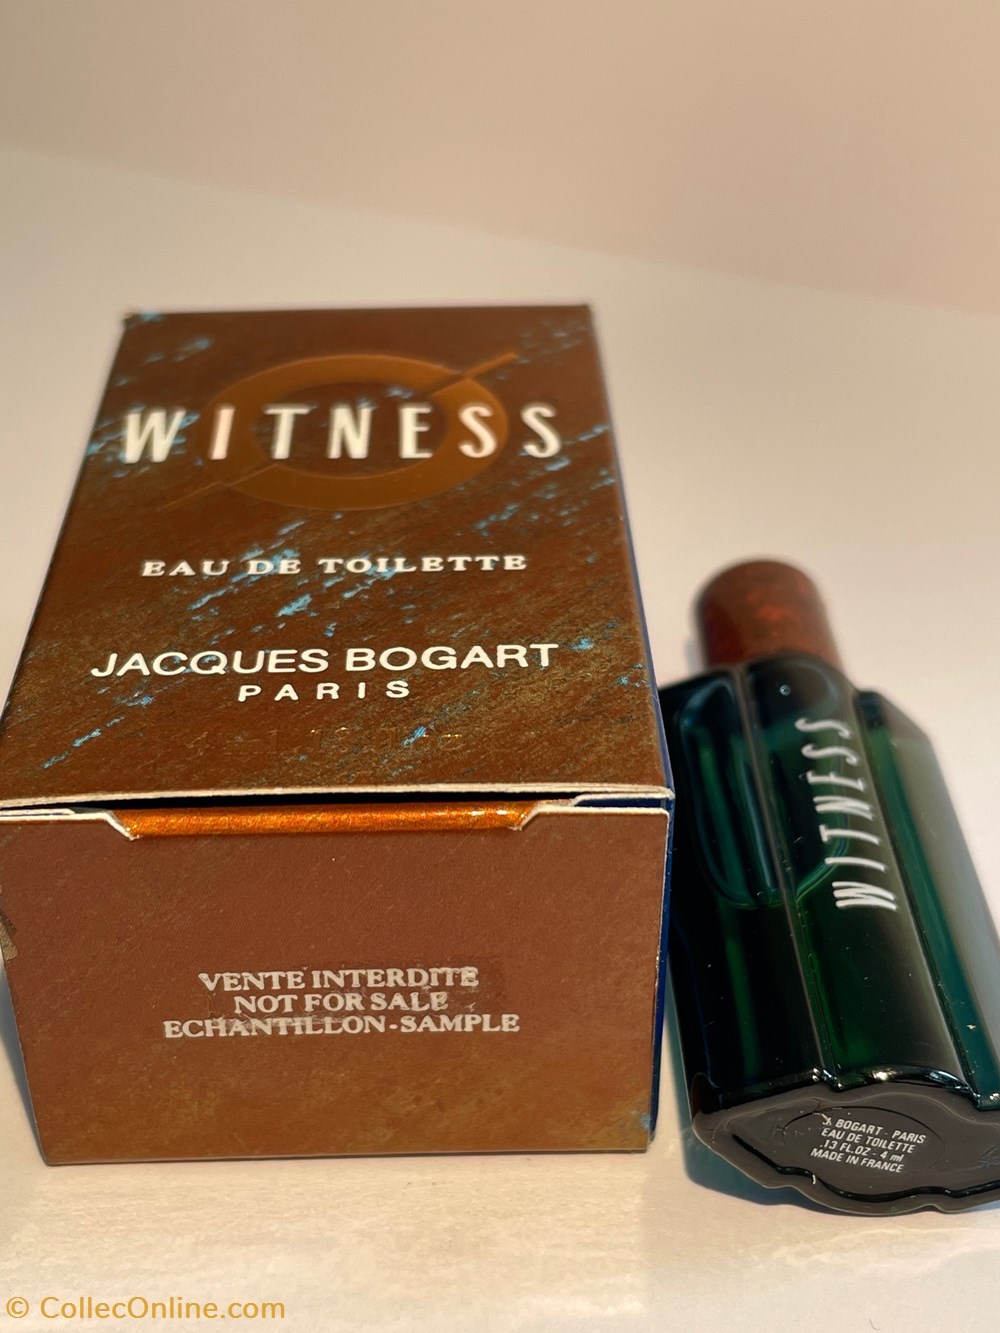 WITNESS
EAU DE TOILETTE
JACQUES BOGART
PARIS
VENTE INTERDITE
NOT FOR SALE
ECHANTILLON-SAMPLE
WITNESS
J. BOGART - PARIS
EAU DE TOILETTE
.13 FL.OZ - 4 ml
MADE IN FRANCE
© CollecOnline.com